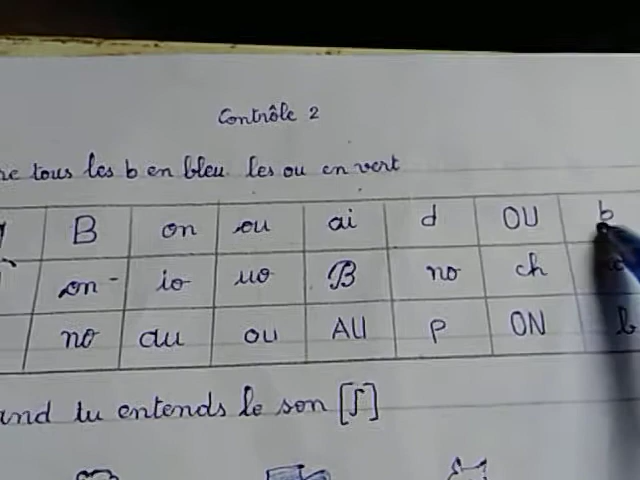 Contrôle 2
tous les b en bleu les ou en vert
B on ou ai d OU b
on io uo B no ch
no au ou AU p ON b
tu entends le son [ʃ]